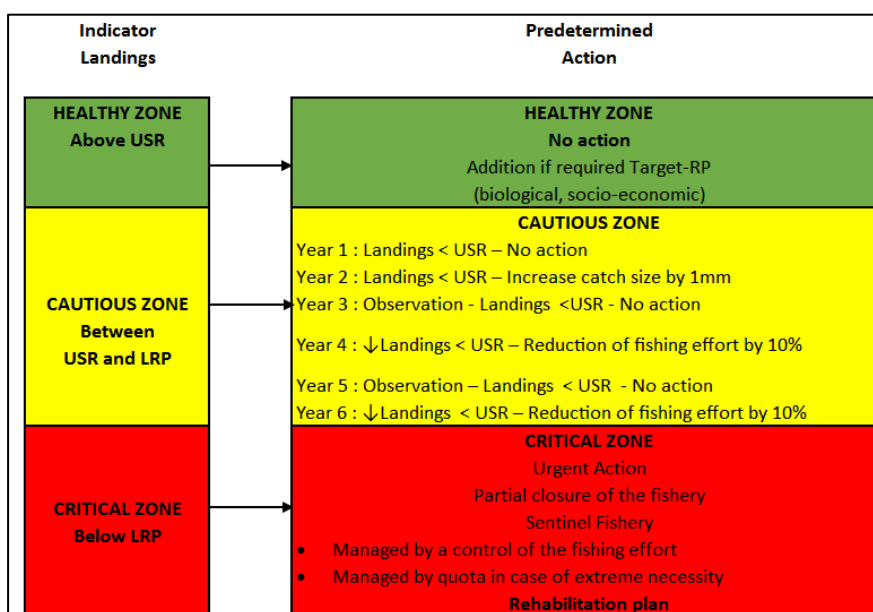 Indicator
Landings
Predetermined
Action
HEALTHY ZONE
Above USR
HEALTHY ZONE
No action
Addition if required Target-RP
(biological, socio-economic)
CAUTIOUS ZONE
Between
USR and LRP
CAUTIOUS ZONE
Year 1 : Landings < USR – No action
Year 2 : Landings < USR – Increase catch size by 1mm
Year 3 : Observation - Landings <USR - No action
Year 4 : ↓Landings < USR – Reduction of fishing effort by 10%
Year 5 : Observation – Landings < USR - No action
Year 6 : ↓Landings < USR – Reduction of fishing effort by 10%
CRITICAL ZONE
Below LRP
CRITICAL ZONE
Urgent Action
Partial closure of the fishery
Sentinel Fishery
• Managed by a control of the fishing effort
• Managed by quota in case of extreme necessity
Rehabilitation plan